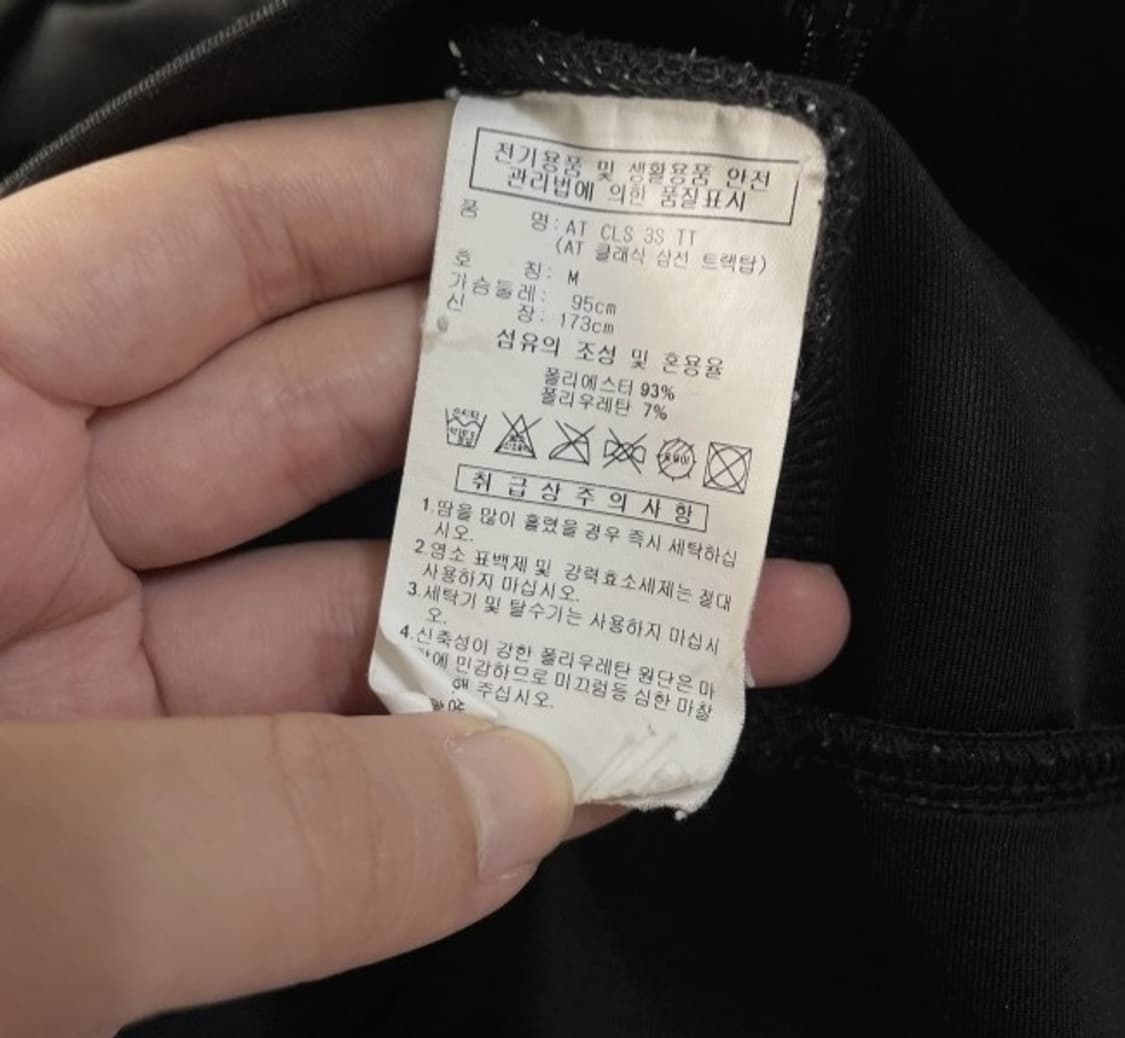 전기용품 및 생활용품 안전
관리법에 의한 품질표시
품 명: AT CLS 3S TT
(AT 클래식 삼선 트랙탑)
호 칭: M
가슴둘레: 95cm
신 장: 173cm
섬유의 조성 및 혼용율
폴리에스터 93%
폴리우레탄 7%
취급상주의사항
1.땀을 많이 흘렸을 경우 즉시 세탁하십
시오.
2.염소 표백제 및 강력효소세제는 절대
사용하지 마십시오.
3.세탁기 및 탈수기는 사용하지 마십시
오.
4.신축성이 강한 폴리우레탄 원단은 마
찰에 민감하므로 미끄럼등 심한 마찰
해 주십시오.